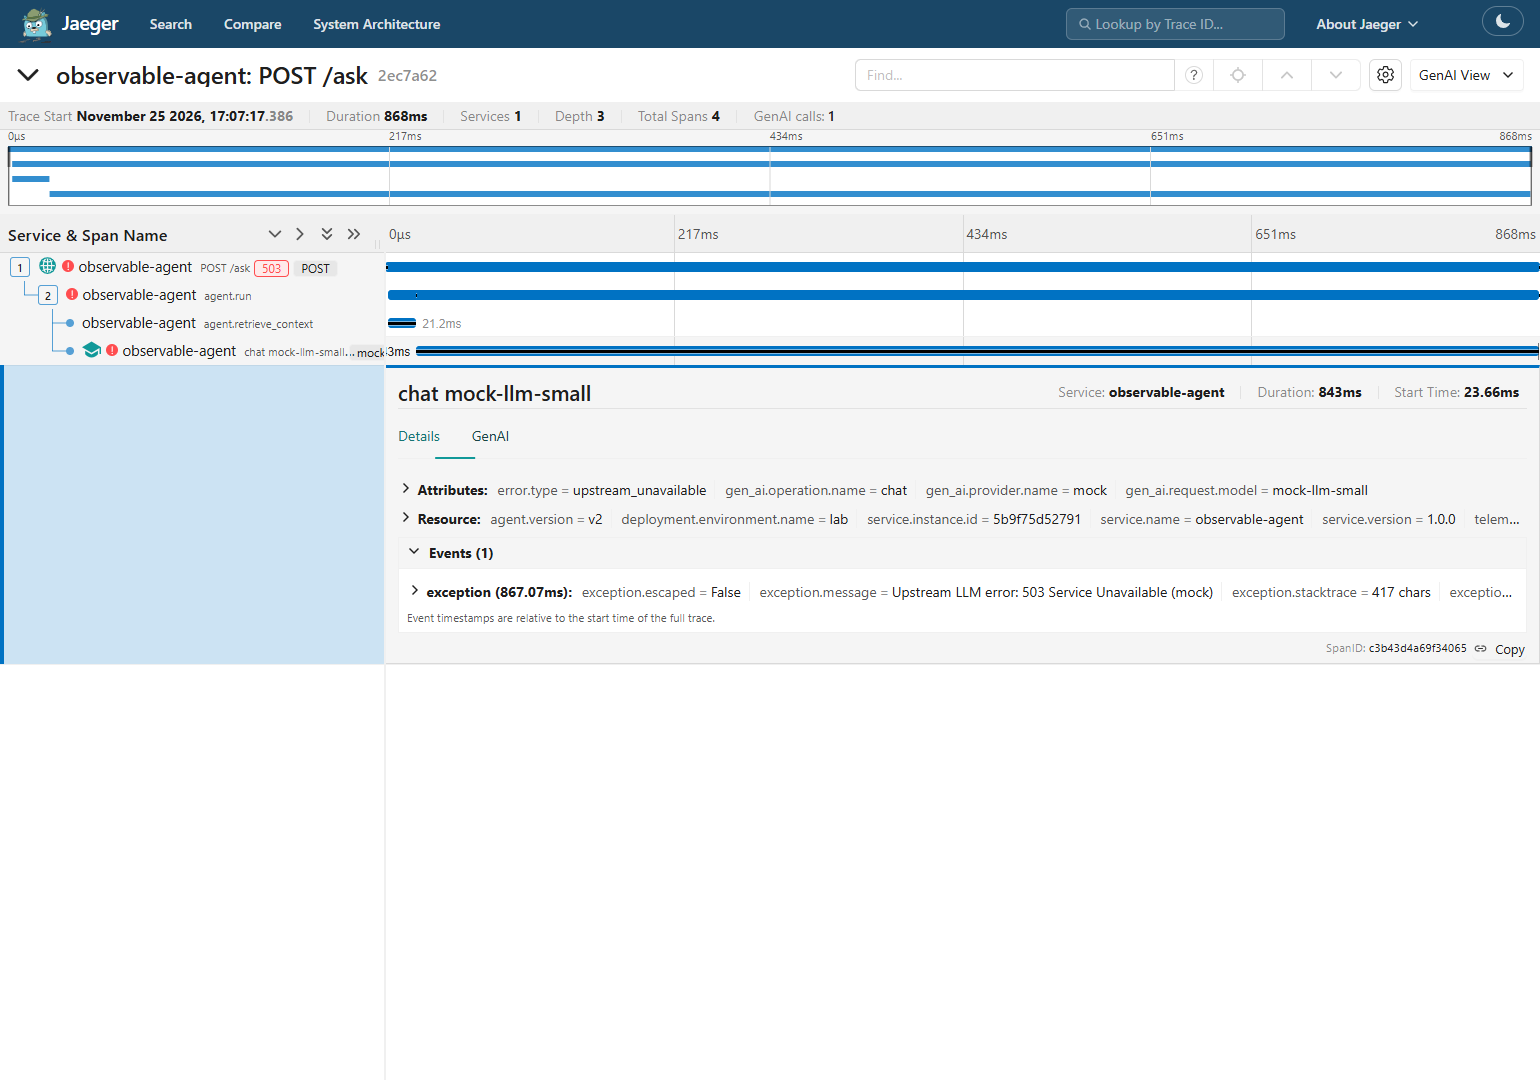 Jaeger Search Compare System Architecture Lookup by Trace ID... About Jaeger
observable-agent: POST /ask 2ec7a62 Find... ? GenAI View
Trace Start November 25 2026, 17:07:17.386 Duration 868ms Services 1 Depth 3 Total Spans 4 GenAI calls: 1
0μs 217ms 434ms 651ms 868ms
Service & Span Name 0μs 217ms 434ms 651ms 868ms
1 observable-agent POST /ask 503 POST
2 observable-agent agent.run
observable-agent agent.retrieve_context 21.2ms
observable-agent chat mock-llm-small... mock 3ms
chat mock-llm-small Service: observable-agent Duration: 843ms Start Time: 23.66ms
Details GenAI
Attributes: error.type = upstream_unavailable gen_ai.operation.name = chat gen_ai.provider.name = mock gen_ai.request.model = mock-llm-small
Resource: agent.version = v2 deployment.environment.name = lab service.instance.id = 5b9f75d52791 service.name = observable-agent service.version = 1.0.0 telem...
Events (1)
exception (867.07ms): exception.escaped = False exception.message = Upstream LLM error: 503 Service Unavailable (mock) exception.stacktrace = 417 chars exceptio...
Event timestamps are relative to the start time of the full trace.
SpanID: c3b43d4a69f34065 Copy